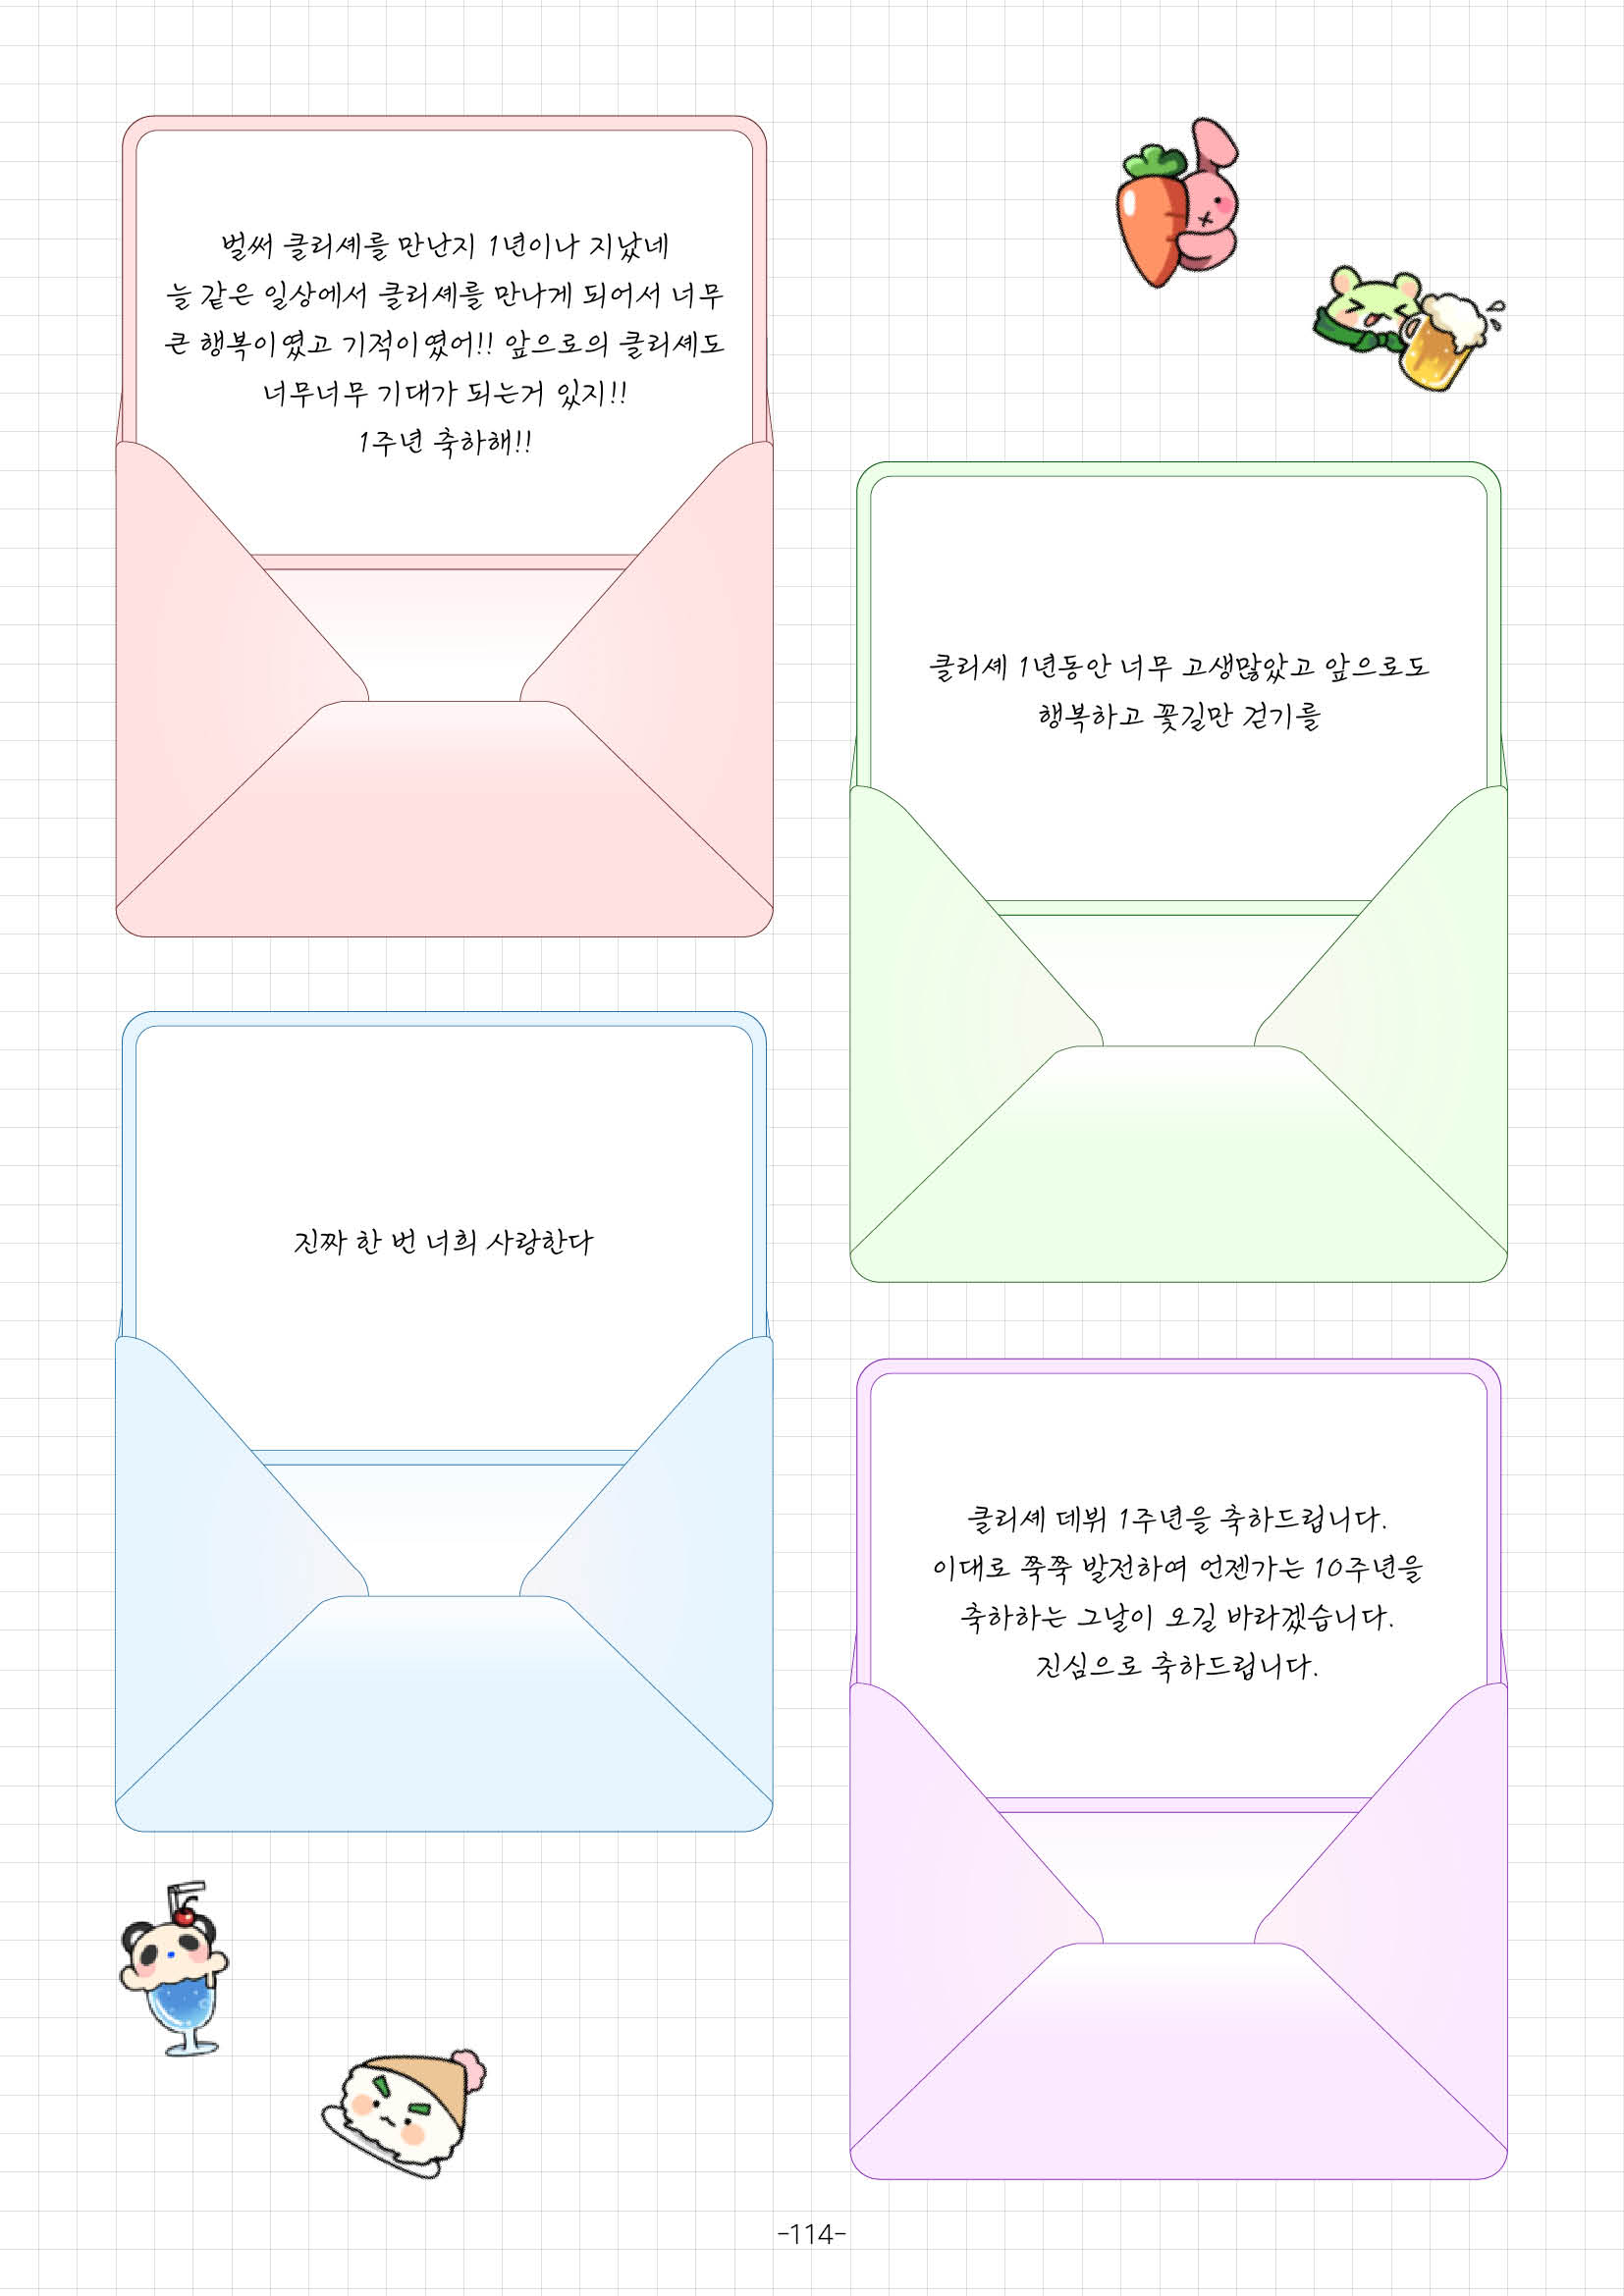 벌써 클리셰를 만난지 1년이나 지났네
늘 같은 일상에서 클리셰를 만나게 되어서 너무
큰 행복이였고 기적이였어!! 앞으로의 클리셰도
너무너무 기대가 되는거 있지!!
1주년 축하해!!
클리셰 1년동안 너무 고생많았고 앞으로도
행복하고 꽃길만 걷기를
진짜 한 번 너희 사랑한다
클리셰 데뷔 1주년을 축하드립니다.
이대로 쭉쭉 발전하여 언젠가는 10주년을
축하하는 그날이 오길 바라겠습니다.
진심으로 축하드립니다.
-114-